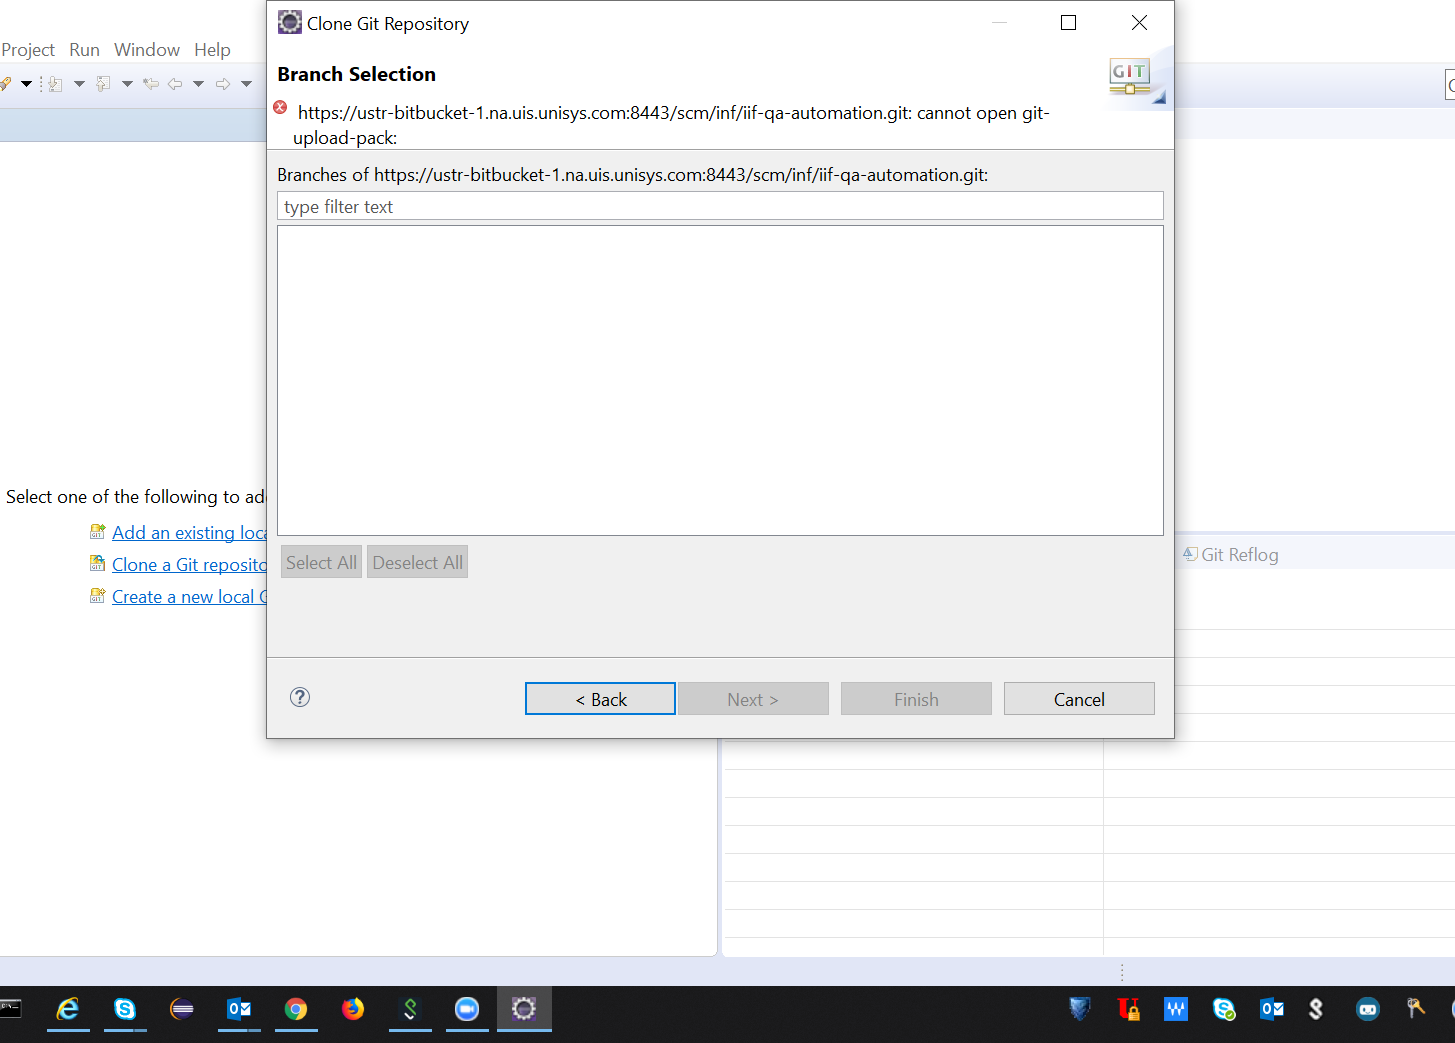 Clone Git Repository
Project Run Window Help
Branch Selection
GIT
https://ustr-bitbucket-1.na.uis.unisys.com:8443/scm/inf/iif-qa-automation.git: cannot open git-
upload-pack:
Branches of https://ustr-bitbucket-1.na.uis.unisys.com:8443/scm/inf/iif-qa-automation.git:
type filter text
Select one of the following to
Add an existing
Clone a Git
Create a new local
Select All Deselect All
Git Reflog
< Back Next > Finish Cancel